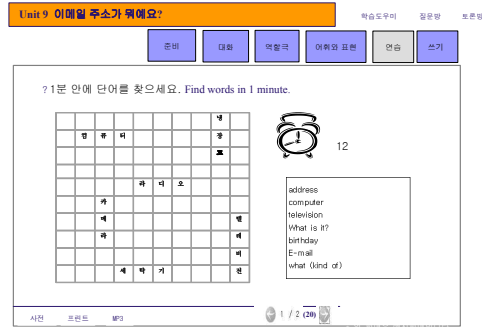 Unit 9 이메일 주소가 뭐예요?
학습도우미 질문방 토론방
준비 대화 역할극 어휘와 표현 연습 쓰기
? 1분 안에 단어를 찾으세요. Find words in 1 minute.
냉
컴 퓨 터 장
고
라 디 오
카
메 텔
라 레
비
세 탁 기 전
12
address
computer
television
What is it?
birthday
E-mail
what (kind of)
사전 프린트 MP3
1 / 2 (20)